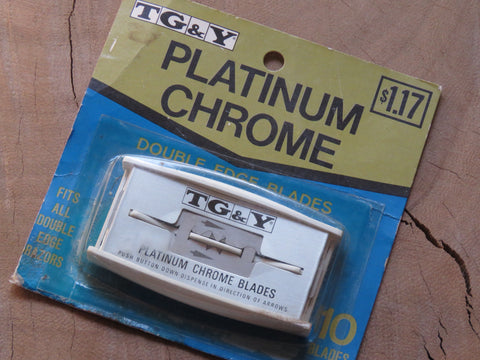 TG&Y
PLATINUM
CHROME
$1.17
DOUBLE EDGE BLADES
FITS
ALL
DOUBLE
EDGE
RAZORS
TG&Y
PLATINUM CHROME BLADES
PUSH BUTTON DOWN-DISPENSE IN DIRECTION OF ARROWS
10
BLADES